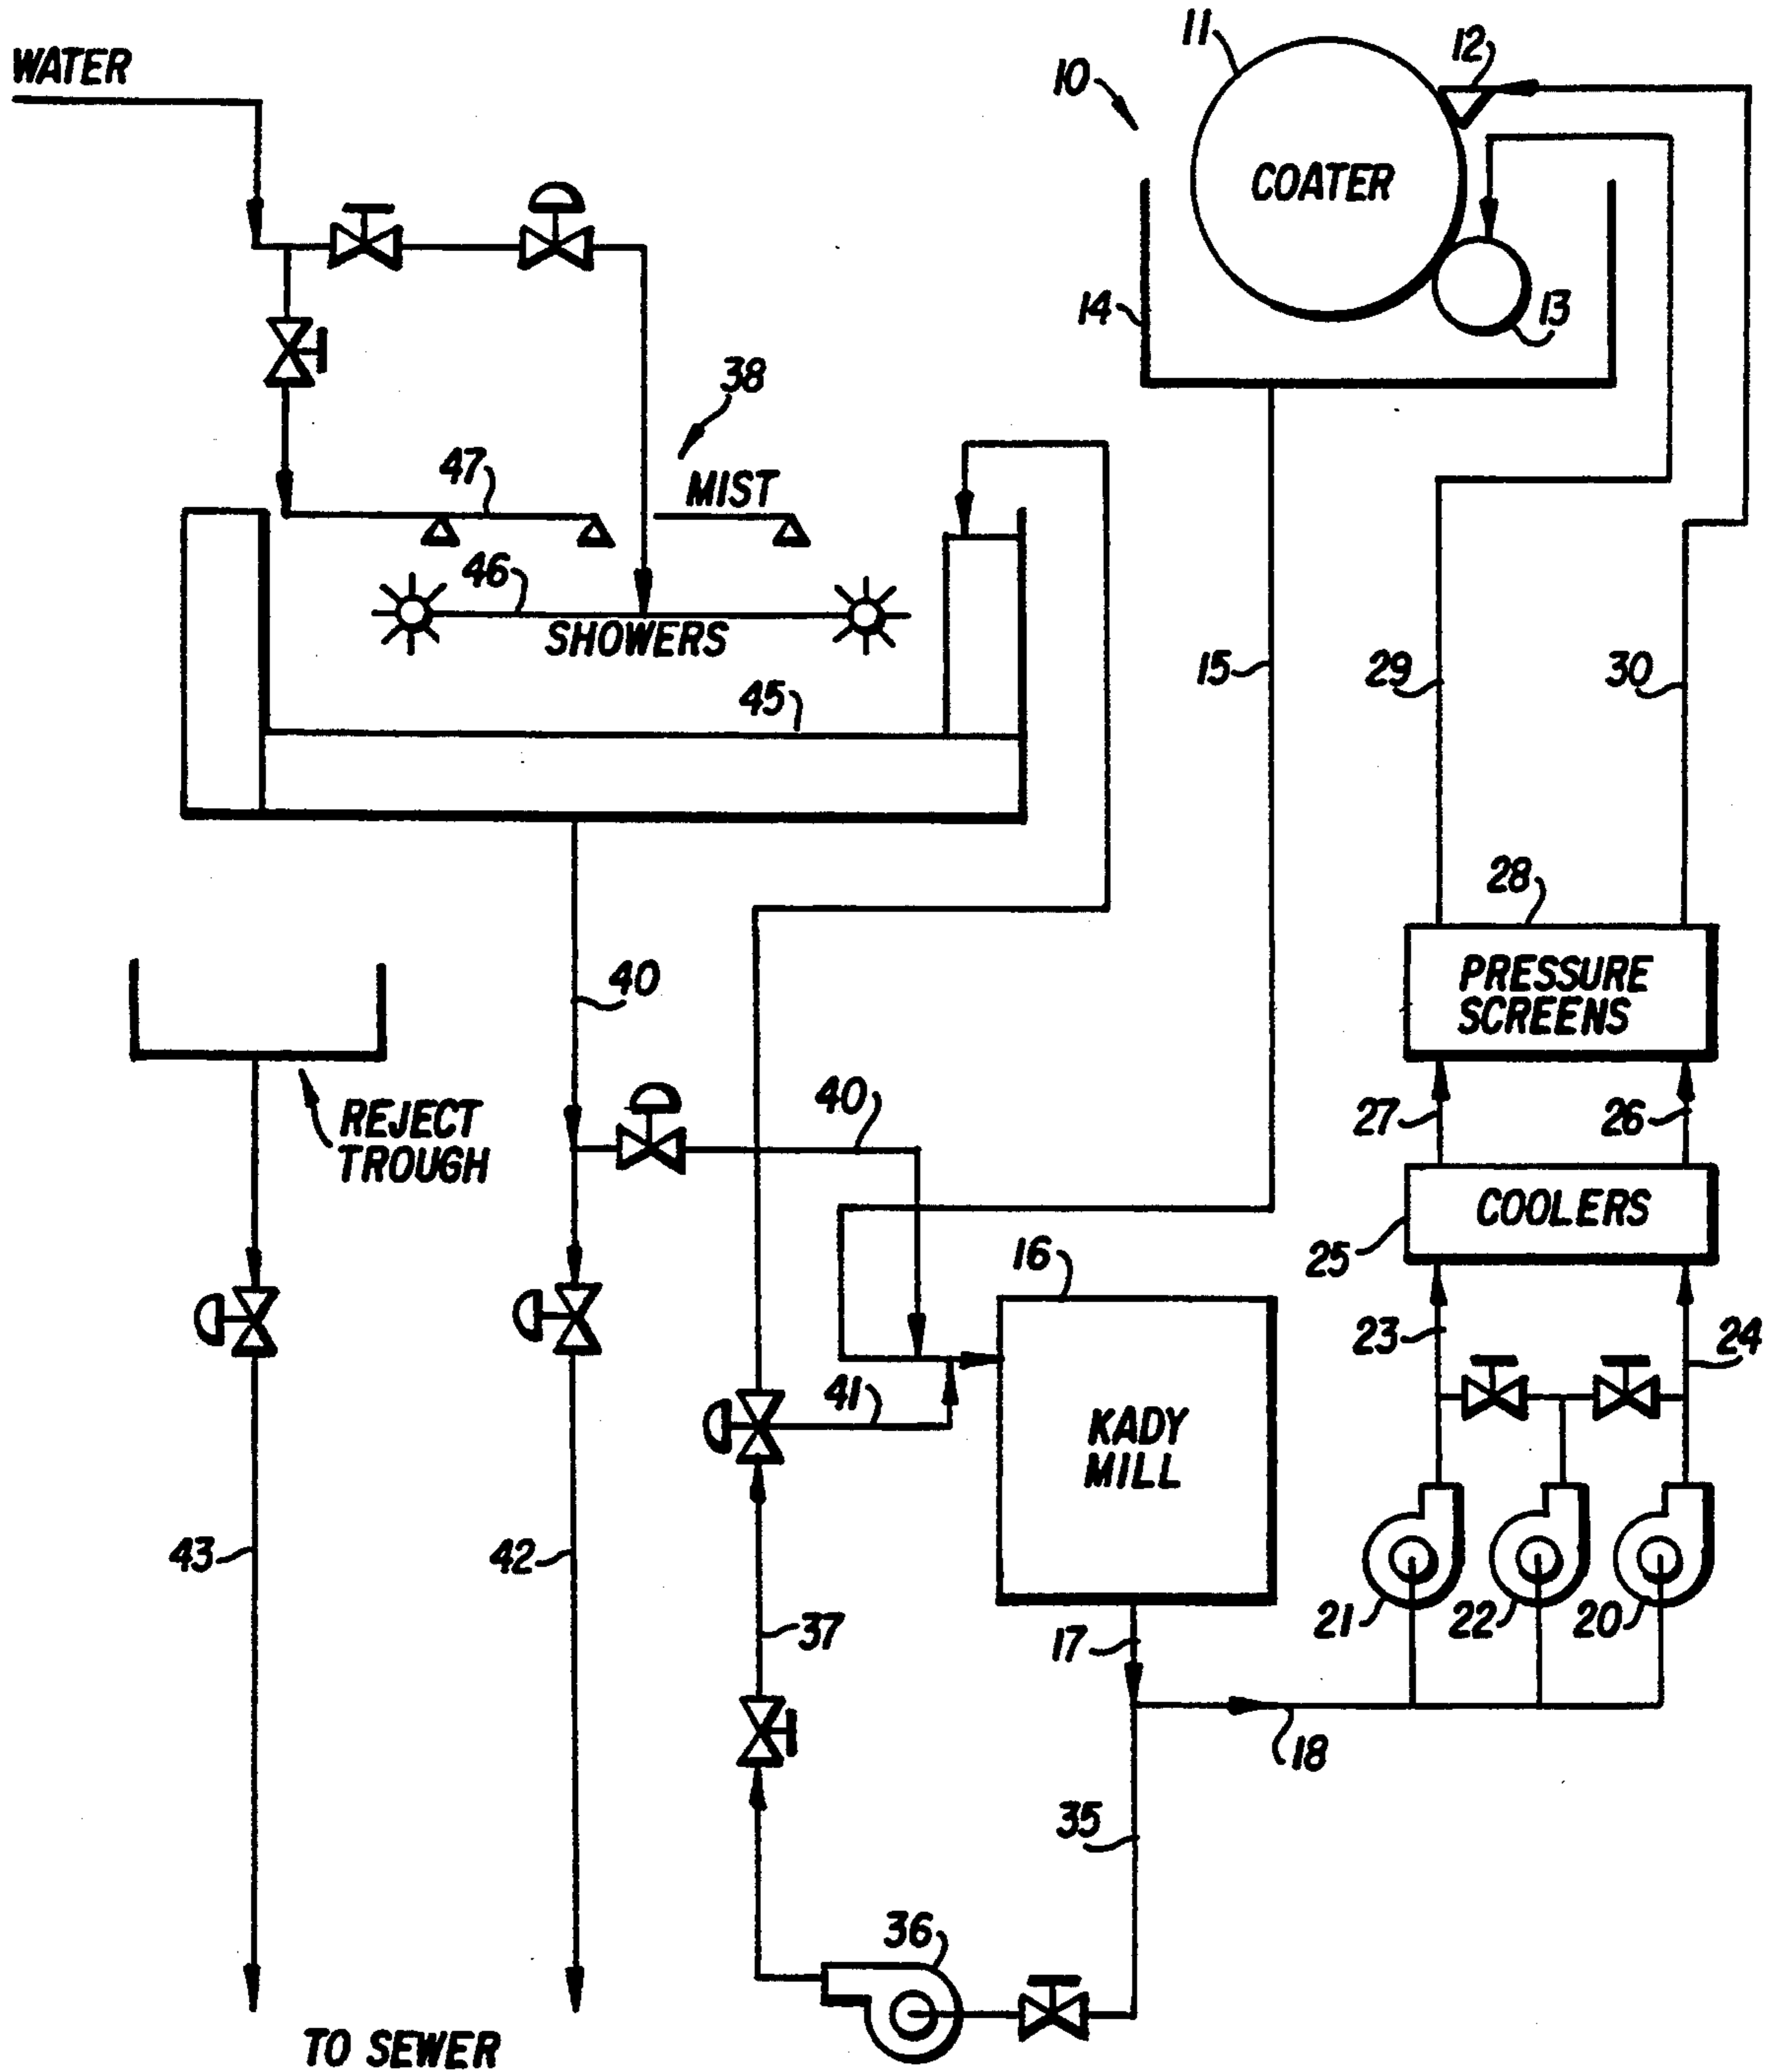 WATER
11
12
10
COATER
14
13
38
47
MIST
46
SHOWERS
45
15
29
30
28
PRESSURE
SCREENS
40
REJECT
TROUGH
40
27
26
COOLERS
25
16
23
24
41
KADY
MILL
43
42
37
17
21
22
20
18
35
36
TO SEWER